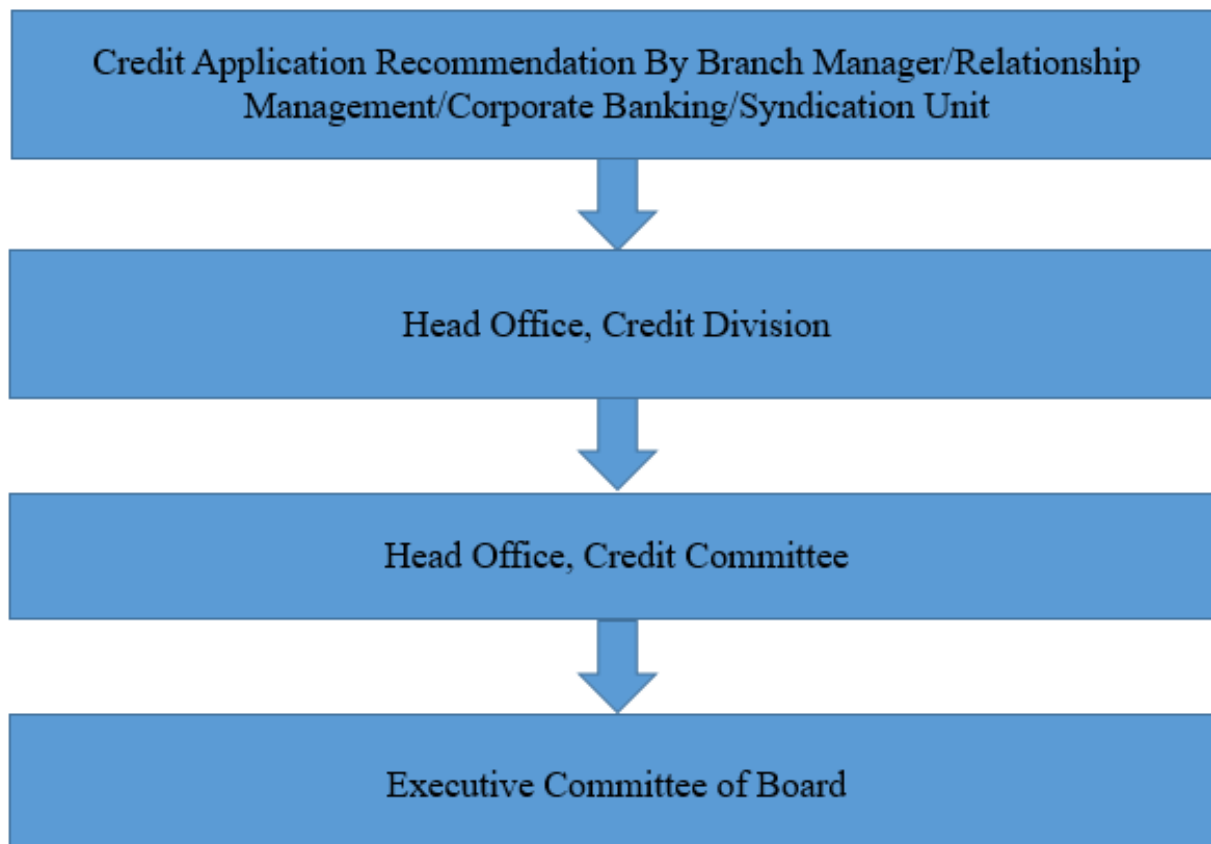 Credit Application Recommendation By Branch Manager/Relationship
Management/Corporate Banking/Syndication Unit
Head Office, Credit Division
Head Office, Credit Committee
Executive Committee of Board